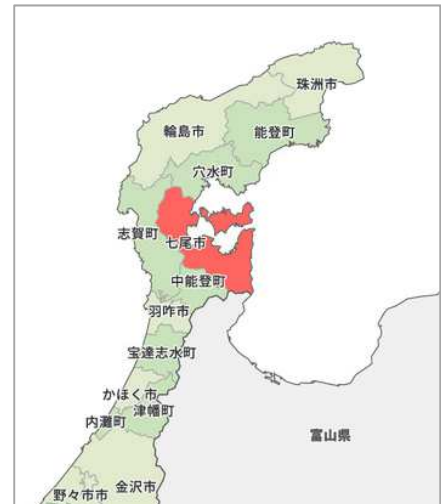 珠洲市
輪島市
能登町
穴水町
志賀町
七尾市
中能登町
羽咋市
宝達志水町
かほく市
津幡町
内灘町
富山県
金沢市
野々市市